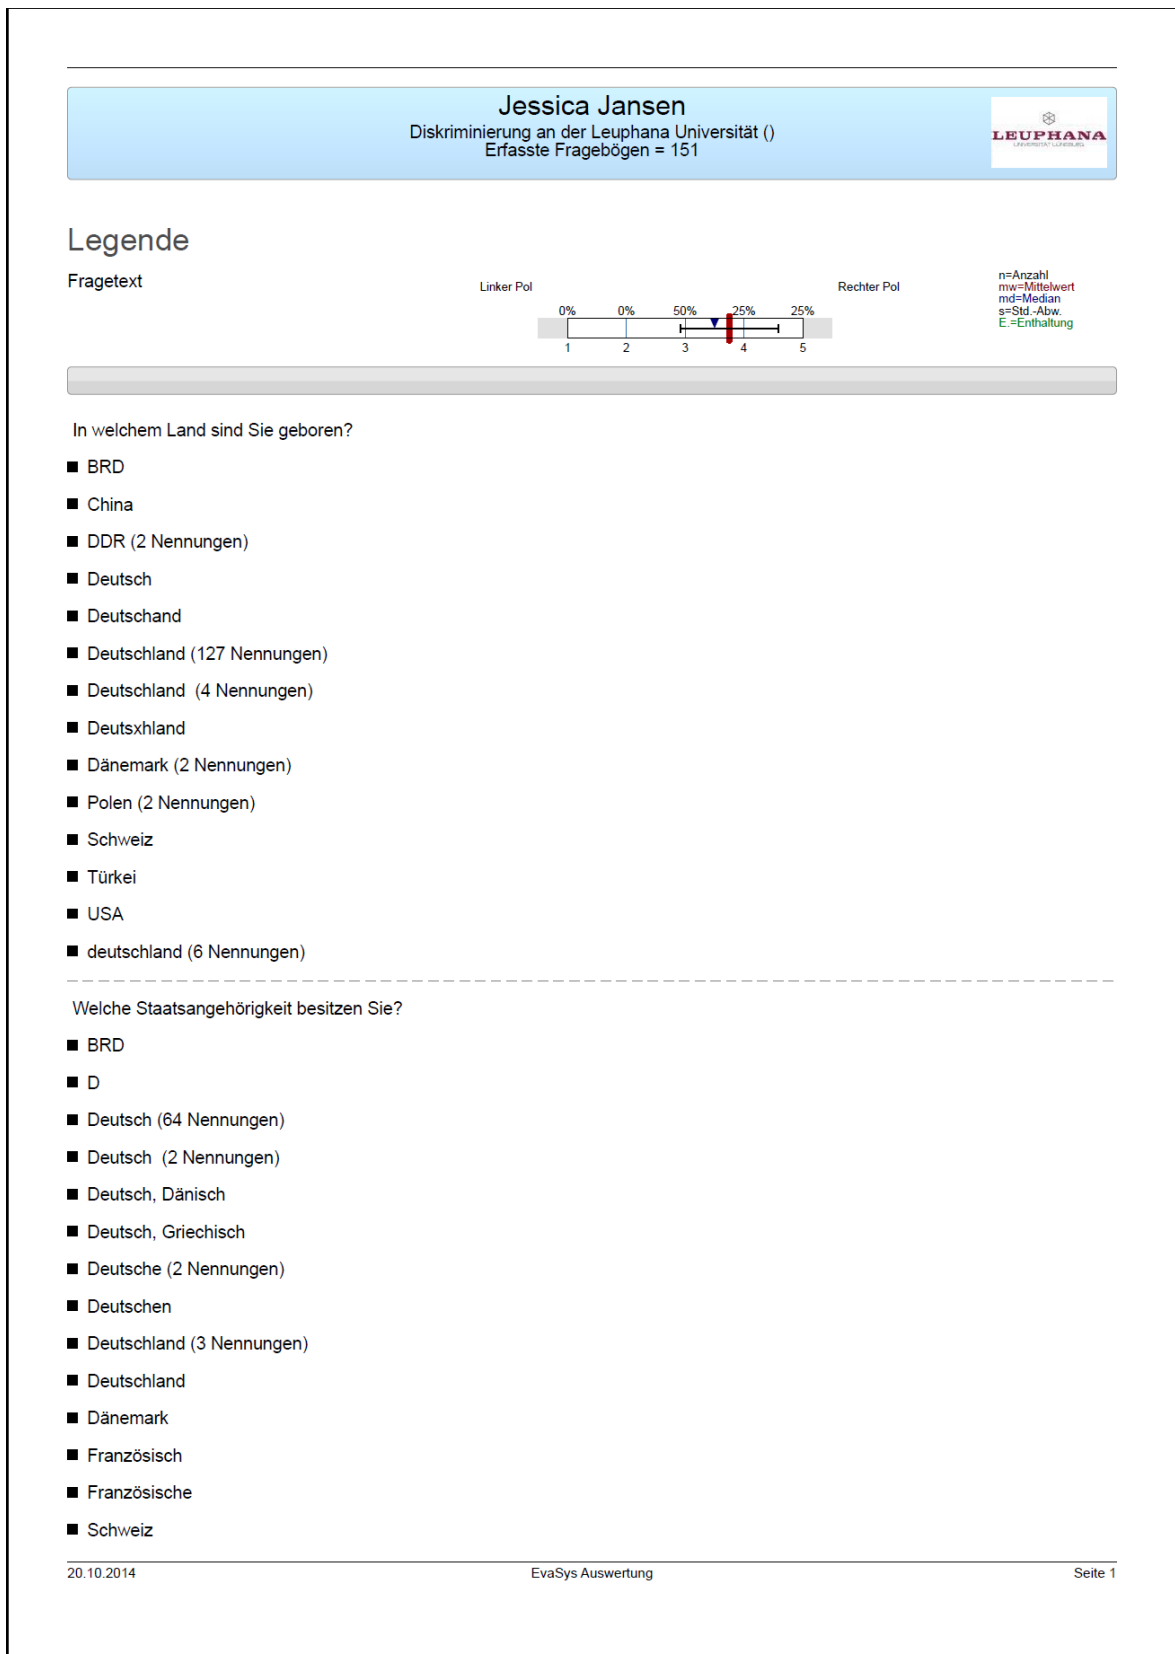 Jessica Jansen
Diskriminierung an der Leuphana Universität ()
Erfasste Fragebögen = 151
LEUPHANA
UNIVERSITÄT LÜNEBURG
Legende
Fragetext
Linker Pol
Rechter Pol
n=Anzahl
mw=Mittelwert
md=Median
s=Std.-Abw.
E.=Enthaltung
0% 0% 50% 25% 25%
1 2 3 4 5
In welchem Land sind Sie geboren?
BRD
China
DDR (2 Nennungen)
Deutsch
Deutschand
Deutschland (127 Nennungen)
Deutschland  (4 Nennungen)
Deutsxhland
Dänemark (2 Nennungen)
Polen (2 Nennungen)
Schweiz
Türkei
USA
deutschland (6 Nennungen)
Welche Staatsangehörigkeit besitzen Sie?
BRD
D
Deutsch (64 Nennungen)
Deutsch  (2 Nennungen)
Deutsch, Dänisch
Deutsch, Griechisch
Deutsche (2 Nennungen)
Deutschen
Deutschland (3 Nennungen)
Deutschland
Dänemark
Französisch
Französische
Schweiz
20.10.2014 EvaSys Auswertung Seite 1